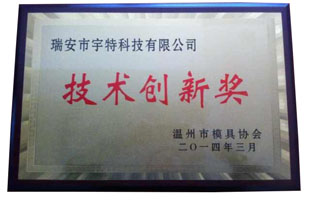 瑞安市宇特科技有限公司
技术创新奖
温州市模具协会
二〇一四年三月